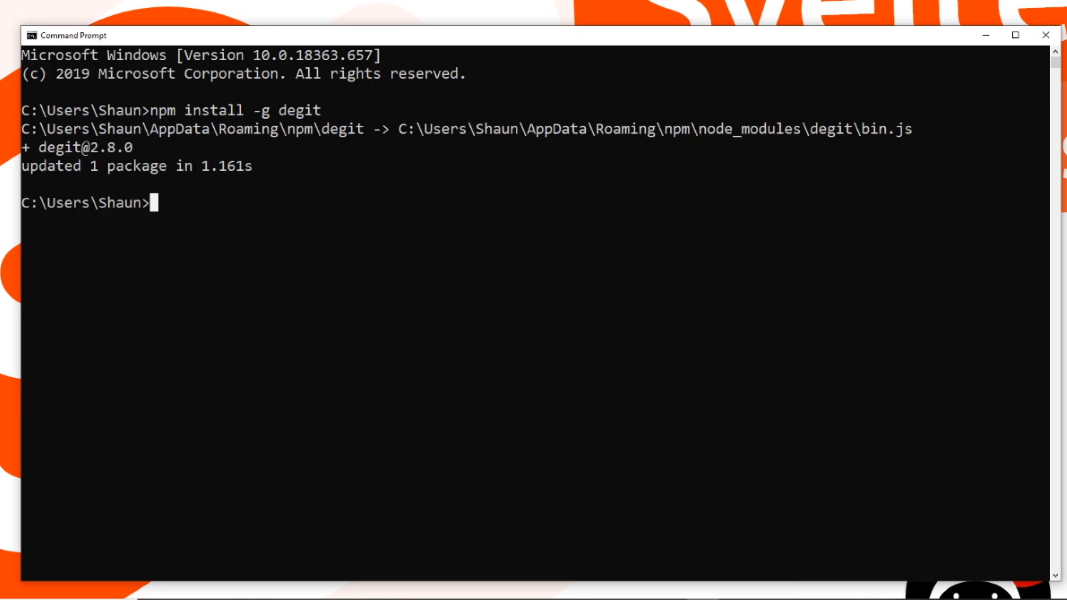 Svelte
Command Prompt
Microsoft Windows [Version 10.0.18363.657]
(c) 2019 Microsoft Corporation. All rights reserved.
C:\Users\Shaun>npm install -g degit
C:\Users\Shaun\AppData\Roaming\npm\degit -> C:\Users\Shaun\AppData\Roaming\npm\node_modules\degit\bin.js
+ degit@2.8.0
updated 1 package in 1.161s
C:\Users\Shaun>